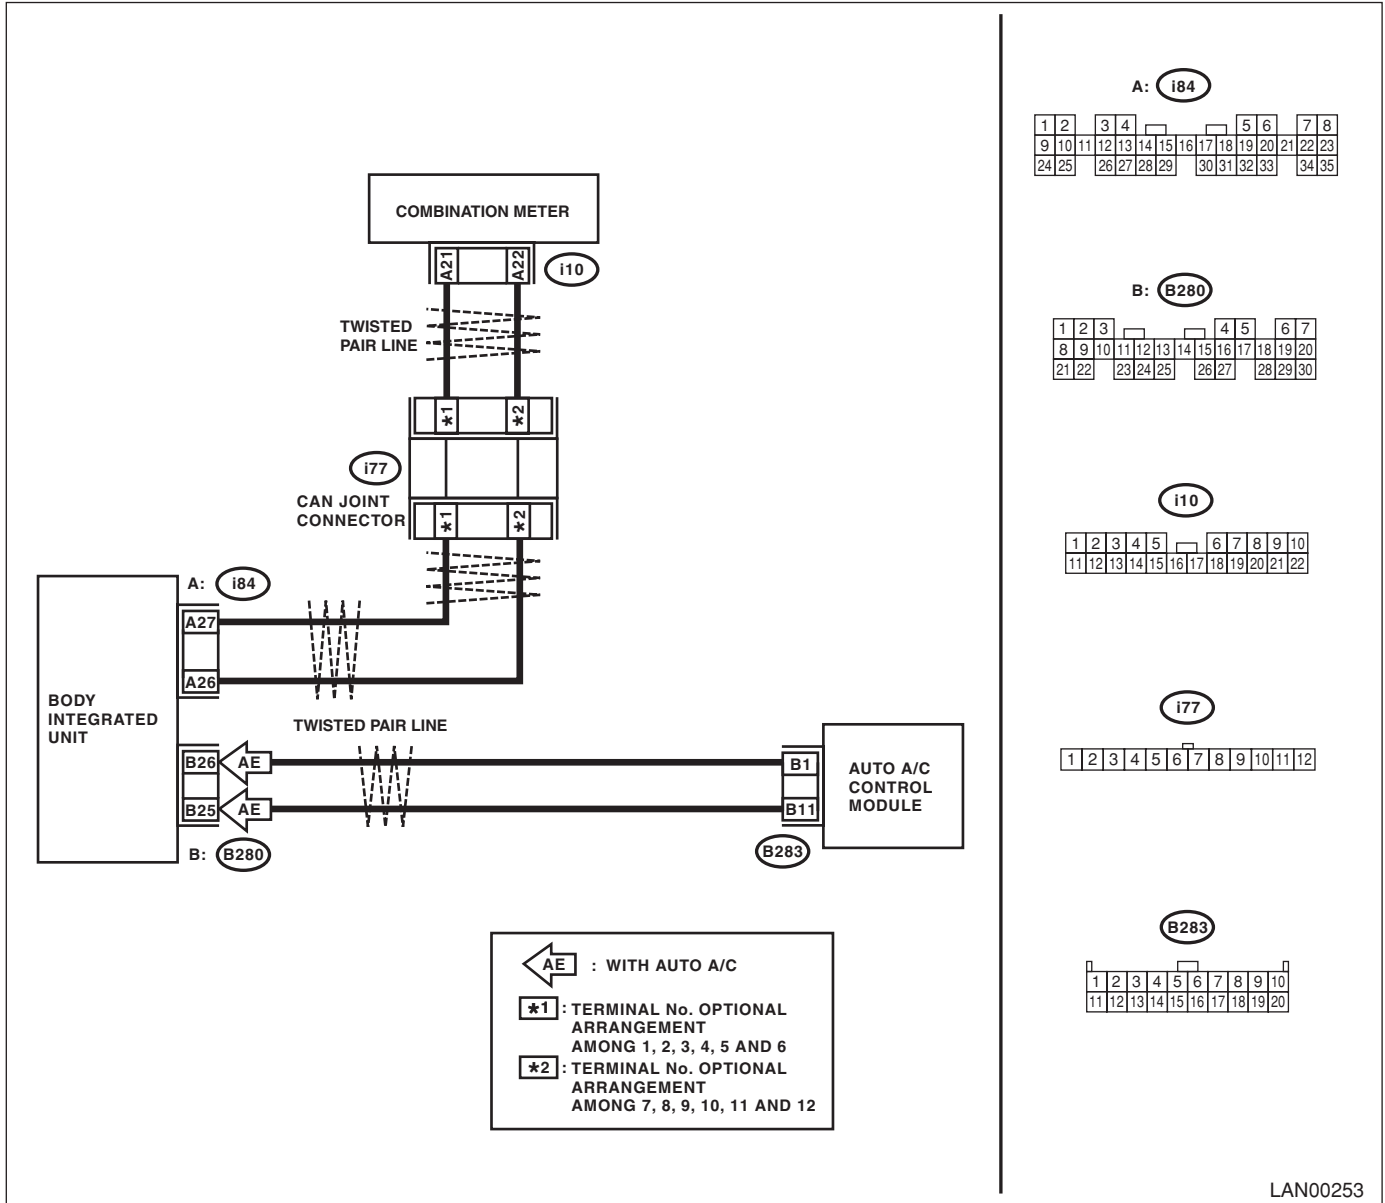 COMBINATION METER
A21 A22
i10
TWISTED
PAIR LINE
*1 *2
i77
CAN JOINT
CONNECTOR
*1 *2
A: i84
A27
A26
BODY
INTEGRATED
UNIT
TWISTED PAIR LINE
B26 AE
B25 AE
B: B280
B1
B11
AUTO A/C
CONTROL
MODULE
B283
AE : WITH AUTO A/C
*1 : TERMINAL No. OPTIONAL
ARRANGEMENT
AMONG 1, 2, 3, 4, 5 AND 6
*2 : TERMINAL No. OPTIONAL
ARRANGEMENT
AMONG 7, 8, 9, 10, 11 AND 12
A: i84
1 2 3 4 5 6 7 8
9 10 11 12 13 14 15 16 17 18 19 20 21 22 23
24 25 26 27 28 29 30 31 32 33 34 35
B: B280
1 2 3 4 5 6 7
8 9 10 11 12 13 14 15 16 17 18 19 20
21 22 23 24 25 26 27 28 29 30
i10
1 2 3 4 5 6 7 8 9 10
11 12 13 14 15 16 17 18 19 20 21 22
i77
1 2 3 4 5 6 7 8 9 10 11 12
B283
1 2 3 4 5 6 7 8 9 10
11 12 13 14 15 16 17 18 19 20
LAN00253